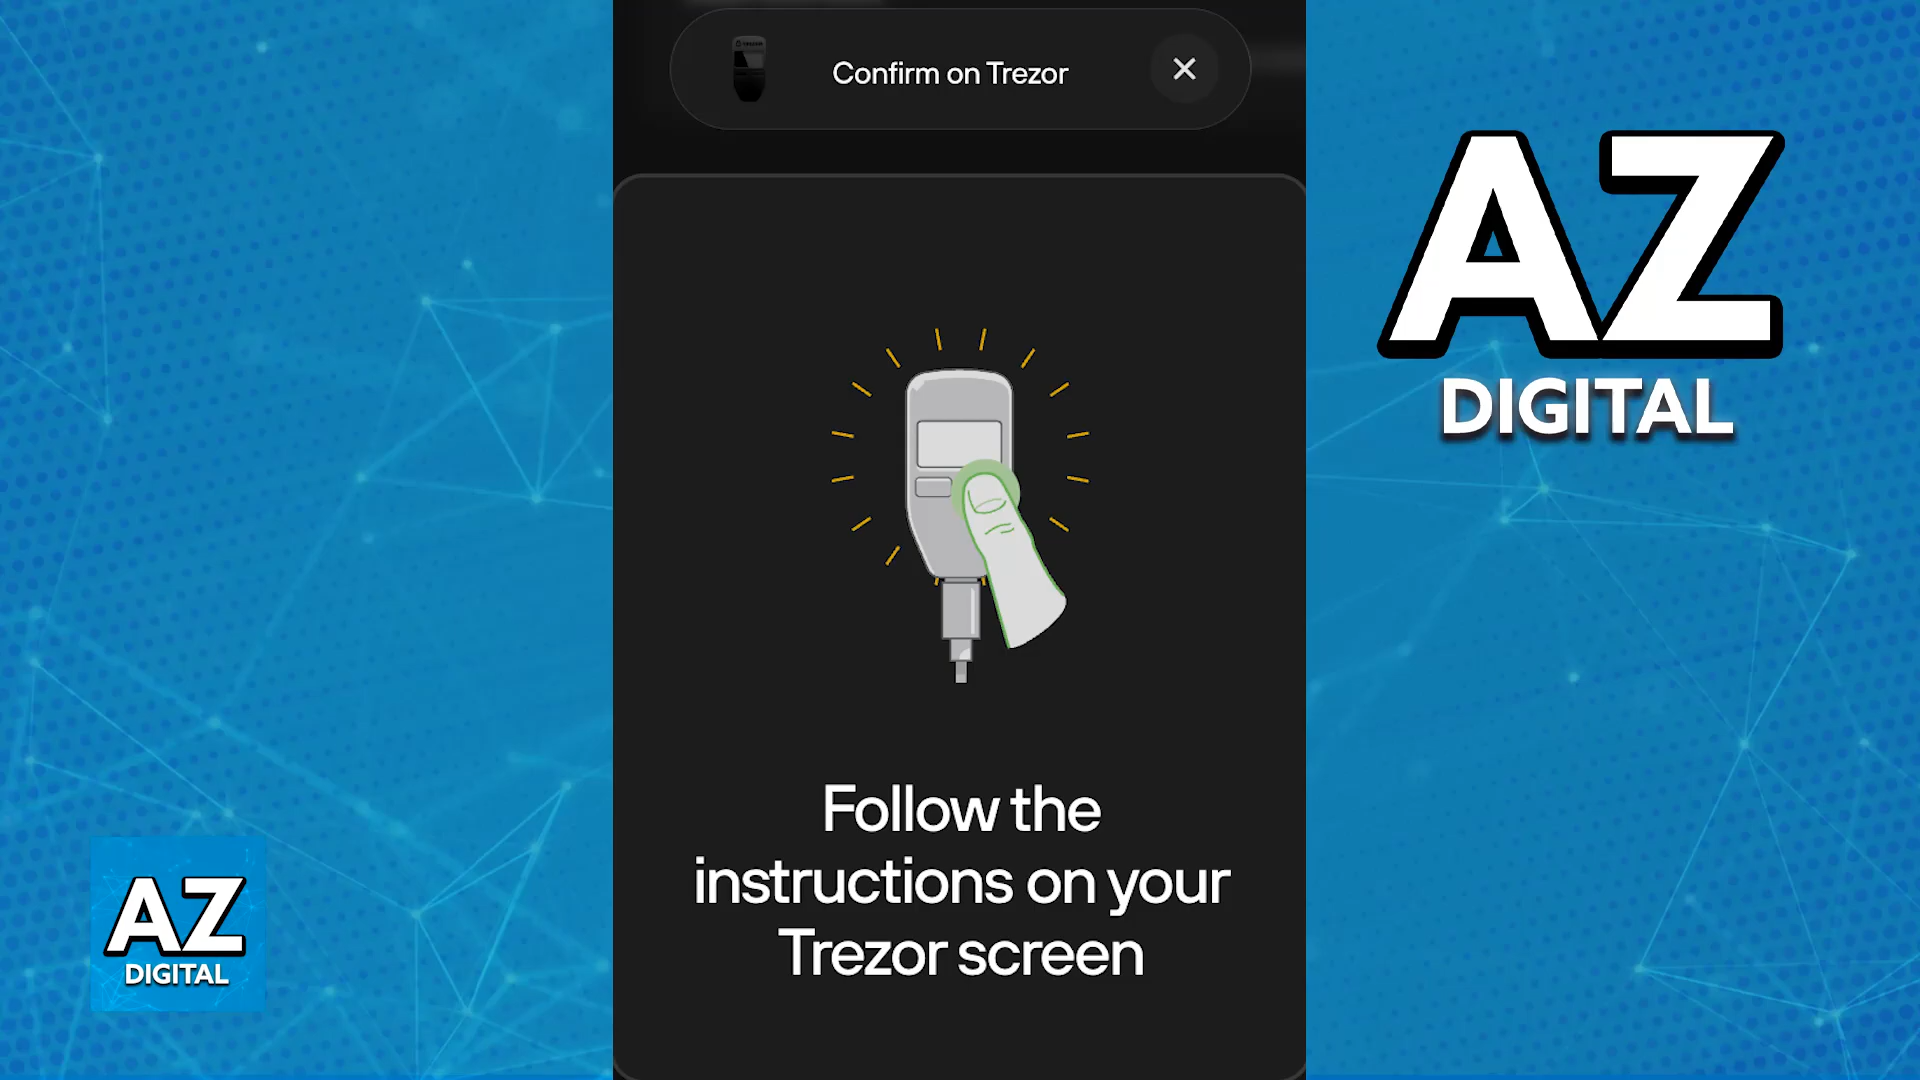 Confirm on Trezor
AZ
DIGITAL
Follow the
instructions on your
Trezor screen
AZ
DIGITAL